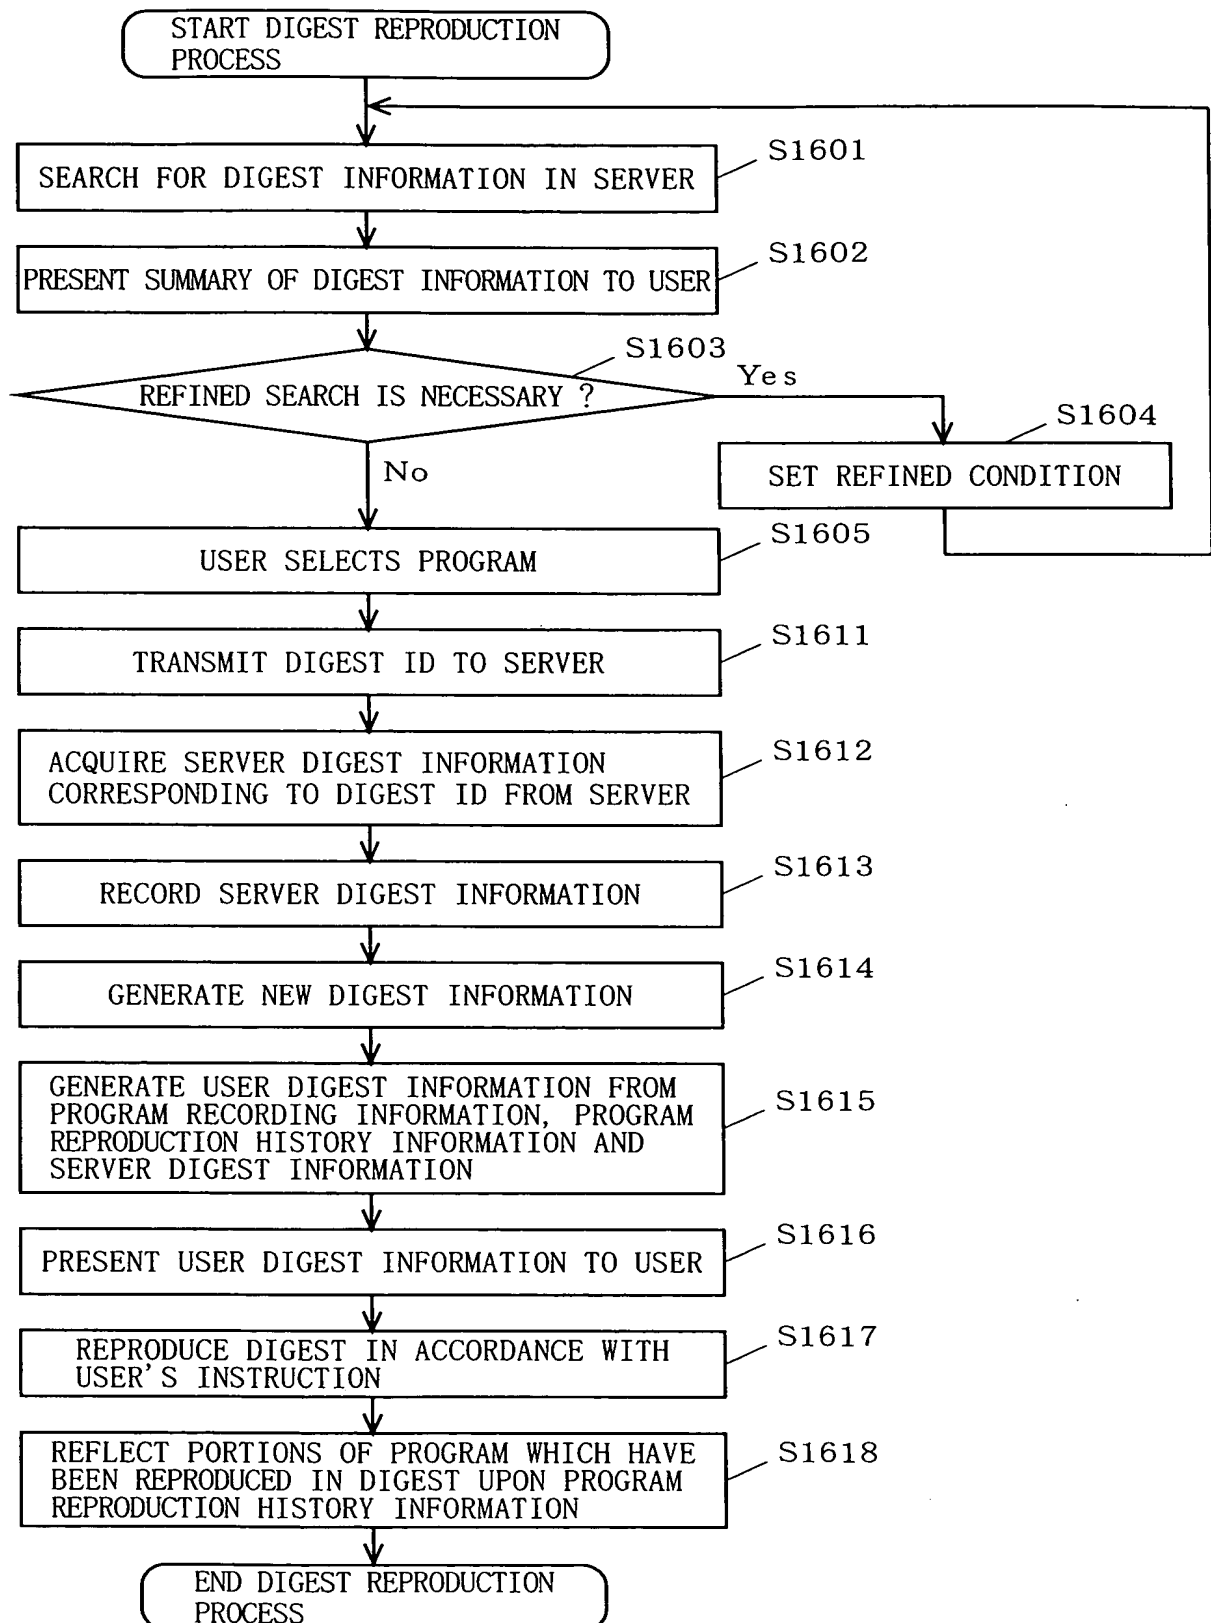 START DIGEST REPRODUCTION
PROCESS
S1601
SEARCH FOR DIGEST INFORMATION IN SERVER
S1602
PRESENT SUMMARY OF DIGEST INFORMATION TO USER
S1603
REFINED SEARCH IS NECESSARY ?
Yes
S1604
SET REFINED CONDITION
No
S1605
USER SELECTS PROGRAM
S1611
TRANSMIT DIGEST ID TO SERVER
S1612
ACQUIRE SERVER DIGEST INFORMATION
CORRESPONDING TO DIGEST ID FROM SERVER
S1613
RECORD SERVER DIGEST INFORMATION
S1614
GENERATE NEW DIGEST INFORMATION
S1615
GENERATE USER DIGEST INFORMATION FROM
PROGRAM RECORDING INFORMATION, PROGRAM
REPRODUCTION HISTORY INFORMATION AND
SERVER DIGEST INFORMATION
S1616
PRESENT USER DIGEST INFORMATION TO USER
S1617
REPRODUCE DIGEST IN ACCORDANCE WITH
USER'S INSTRUCTION
S1618
REFLECT PORTIONS OF PROGRAM WHICH HAVE
BEEN REPRODUCED IN DIGEST UPON PROGRAM
REPRODUCTION HISTORY INFORMATION
END DIGEST REPRODUCTION
PROCESS